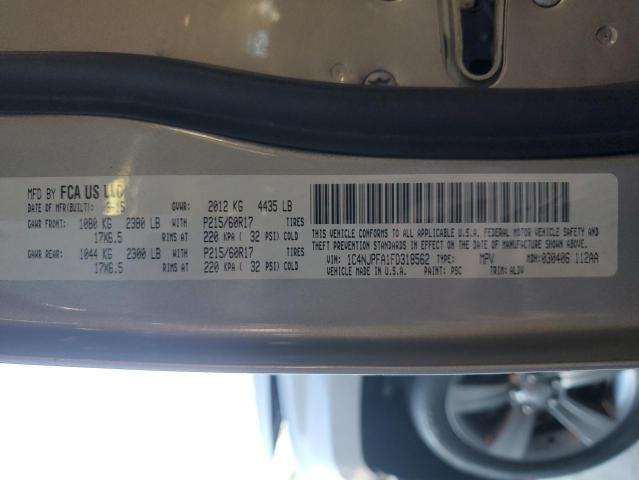 MFD BY FCA US LLC
DATE OF MFR(BUILT): 3-15 GVWR: 2012 KG 4435 LB
GAWR FRONT: 1080 KG 2380 LB WITH P215/60R17 TIRES
17X6.5 RIMS AT 220 KPA ( 32 PSI) COLD
GAWR REAR: 1044 KG 2300 LB WITH P215/60R17 TIRES
17X6.5 RIMS AT 220 KPA ( 32 PSI) COLD
THIS VEHICLE CONFORMS TO ALL APPLICABLE U.S.A. FEDERAL MOTOR VEHICLE SAFETY AND
THEFT PREVENTION STANDARDS IN EFFECT ON THE DATE OF MANUFACTURE SHOWN ABOVE.
VIN: 1C4NJPFA1FD318562 TYPE: MPV MDH:030406 112AA
VEHICLE MADE IN U.S.A. PAINT: PSC TRIM: ALDV